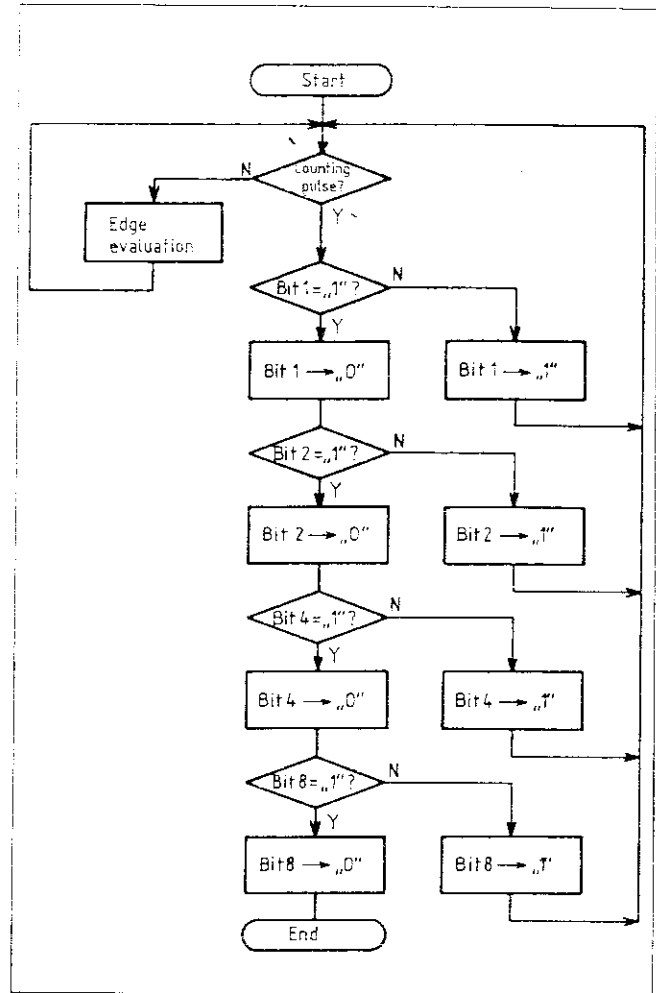 Start
N
Counting
pulse?
Y
Edge
evaluation
Bit 1 = „1"?
N
Y
Bit 1 → „0"
Bit 1 → „1"
Bit 2 = „1"?
N
Y
Bit 2 → „0"
Bit 2 → „1"
Bit 4 = „1"?
N
Y
Bit 4 → „0"
Bit 4 → „1"
Bit 8 = „1"?
N
Y
Bit 8 → „0"
Bit 8 → „1"
End